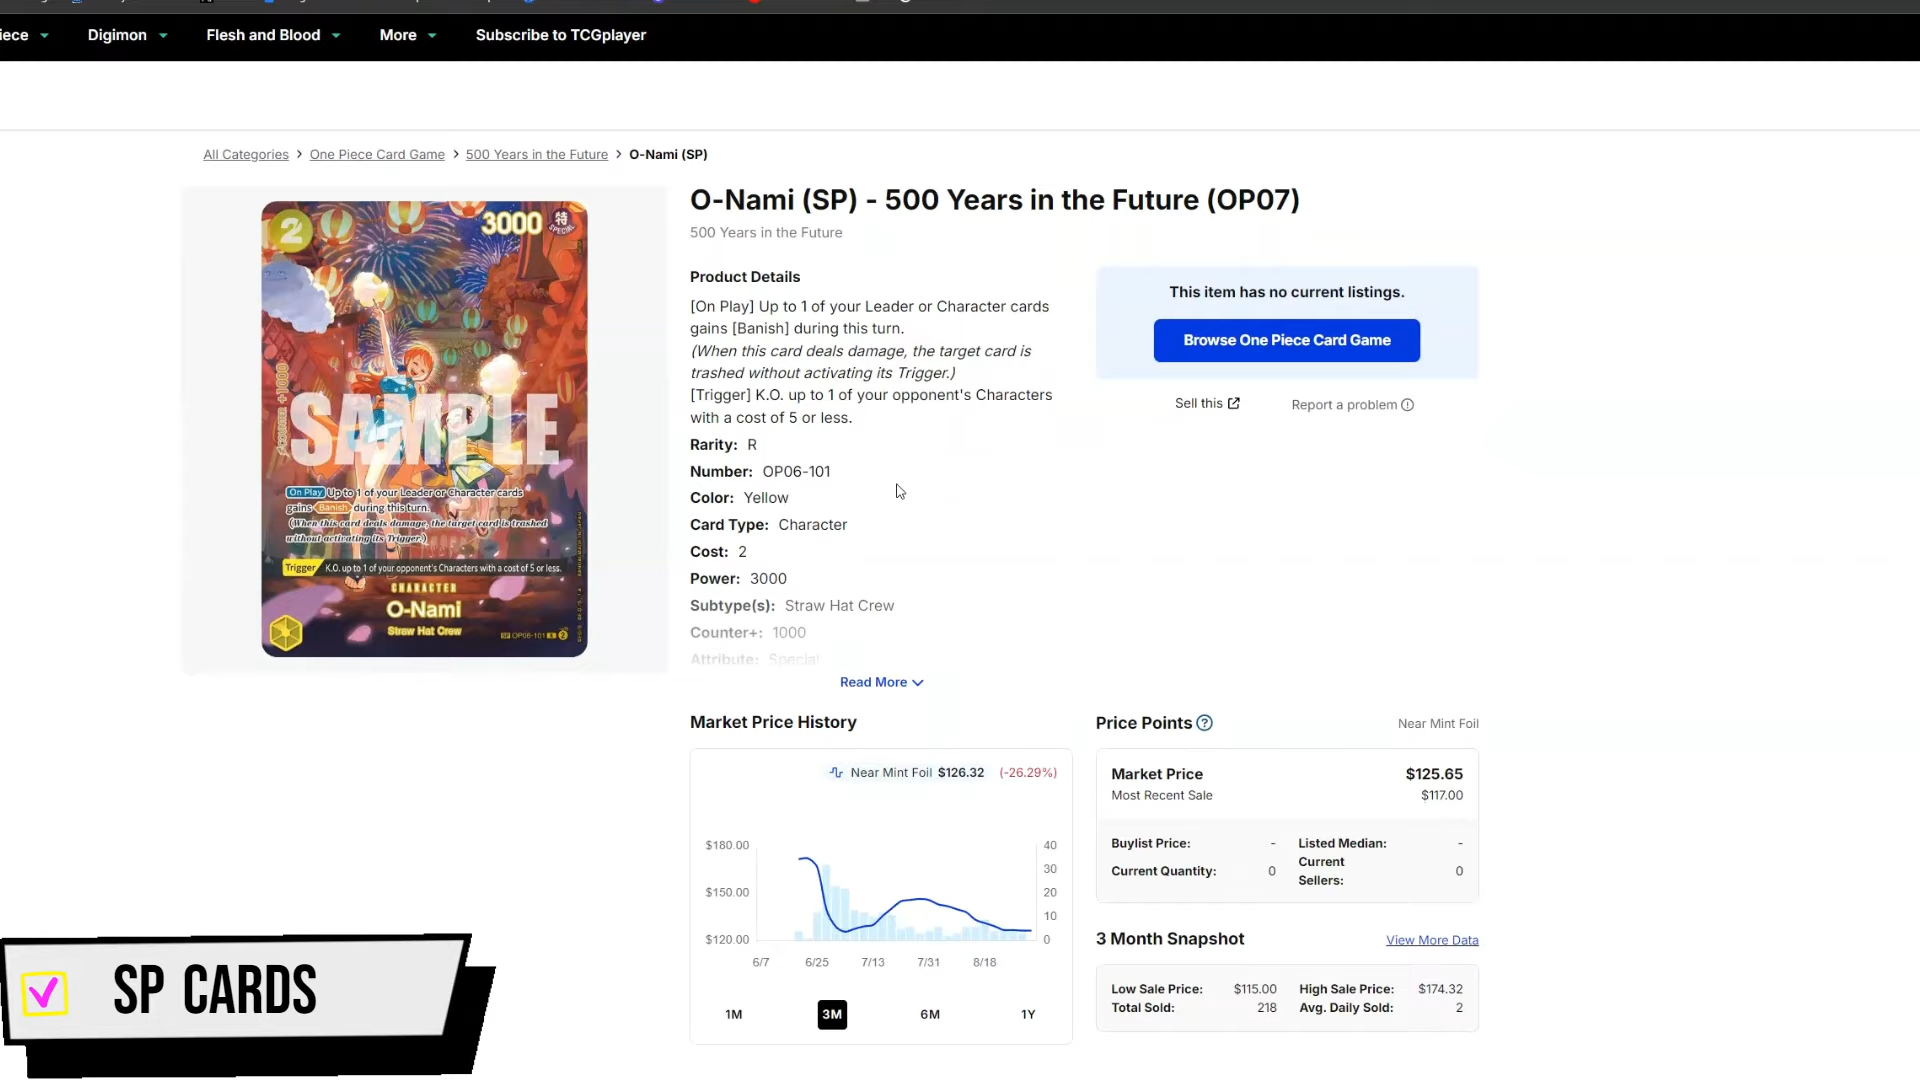 iece
Digimon
Flesh and Blood
More
Subscribe to TCGplayer
All Categories > One Piece Card Game > 500 Years in the Future > O-Nami (SP)
2
3000
特
SPECIAL
COUNTER +1000
SAMPLE
On Play Up to 1 of your Leader or Character cards
gains Banish during this turn.
(When this card deals damage, the target card is trashed
without activating its Trigger.)
Trigger K.O. up to 1 of your opponent's Characters with a cost of 5 or less.
CHARACTER
O-Nami
Straw Hat Crew
SP OP06-101 R 2
O-Nami (SP) - 500 Years in the Future (OP07)
500 Years in the Future
Product Details
[On Play] Up to 1 of your Leader or Character cards
gains [Banish] during this turn.
(When this card deals damage, the target card is
trashed without activating its Trigger.)
[Trigger] K.O. up to 1 of your opponent's Characters
with a cost of 5 or less.
Rarity: R
Number: OP06-101
Color: Yellow
Card Type: Character
Cost: 2
Power: 3000
Subtype(s): Straw Hat Crew
Counter+: 1000
Attribute: Special
Read More
This item has no current listings.
Browse One Piece Card Game
Sell this
Report a problem
Market Price History
Near Mint Foil $126.32 (-26.29%)
$180.00
$150.00
$120.00
40
30
20
10
0
6/7 6/25 7/13 7/31 8/18
1M 3M 6M 1Y
Price Points ?
Near Mint Foil
Market Price $125.65
Most Recent Sale $117.00
Buylist Price: -
Listed Median: -
Current Quantity: 0
Current
Sellers: 0
3 Month Snapshot
View More Data
Low Sale Price: $115.00
High Sale Price: $174.32
Total Sold: 218
Avg. Daily Sold: 2
SP CARDS